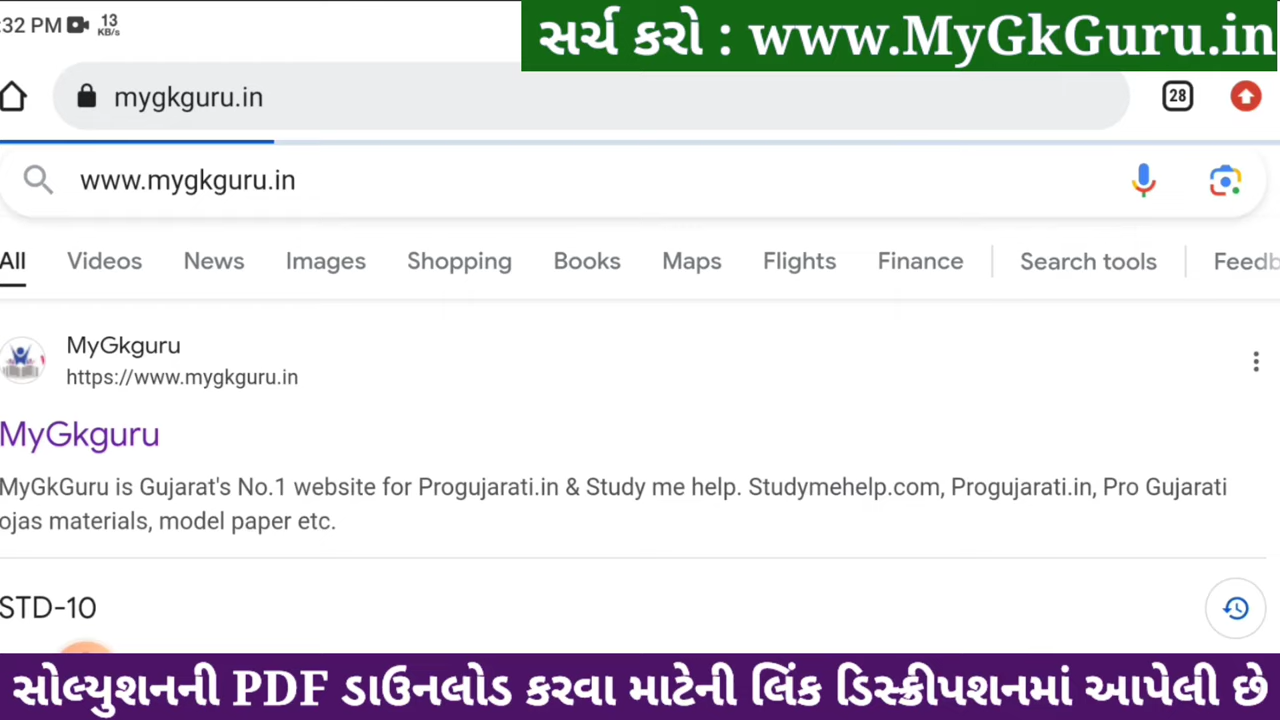 :32 PM 13 KB/s
સર્ચ કરો : www.MyGkGuru.in
mygkguru.in 28
www.mygkguru.in
All Videos News Images Shopping Books Maps Flights Finance Search tools Feedb
MyGkguru
https://www.mygkguru.in
MyGkguru
MyGkGuru is Gujarat's No.1 website for Progujarati.in & Study me help. Studymehelp.com, Progujarati.in, Pro Gujarati
ojas materials, model paper etc.
STD-10
સોલ્યુશનની PDF ડાઉનલોડ કરવા માટેની લિંક ડિસ્ક્રીપશનમાં આપેલી છે